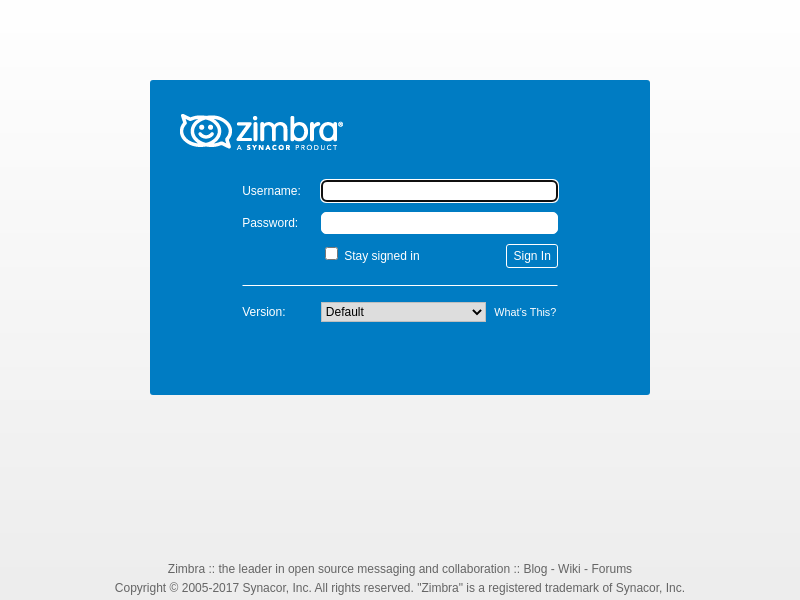 zimbra®
A SYNACOR PRODUCT
Username:
Password:
Stay signed in
Sign In
Version:
Default
What's This?
Zimbra :: the leader in open source messaging and collaboration :: Blog - Wiki - Forums
Copyright © 2005-2017 Synacor, Inc. All rights reserved. "Zimbra" is a registered trademark of Synacor, Inc.